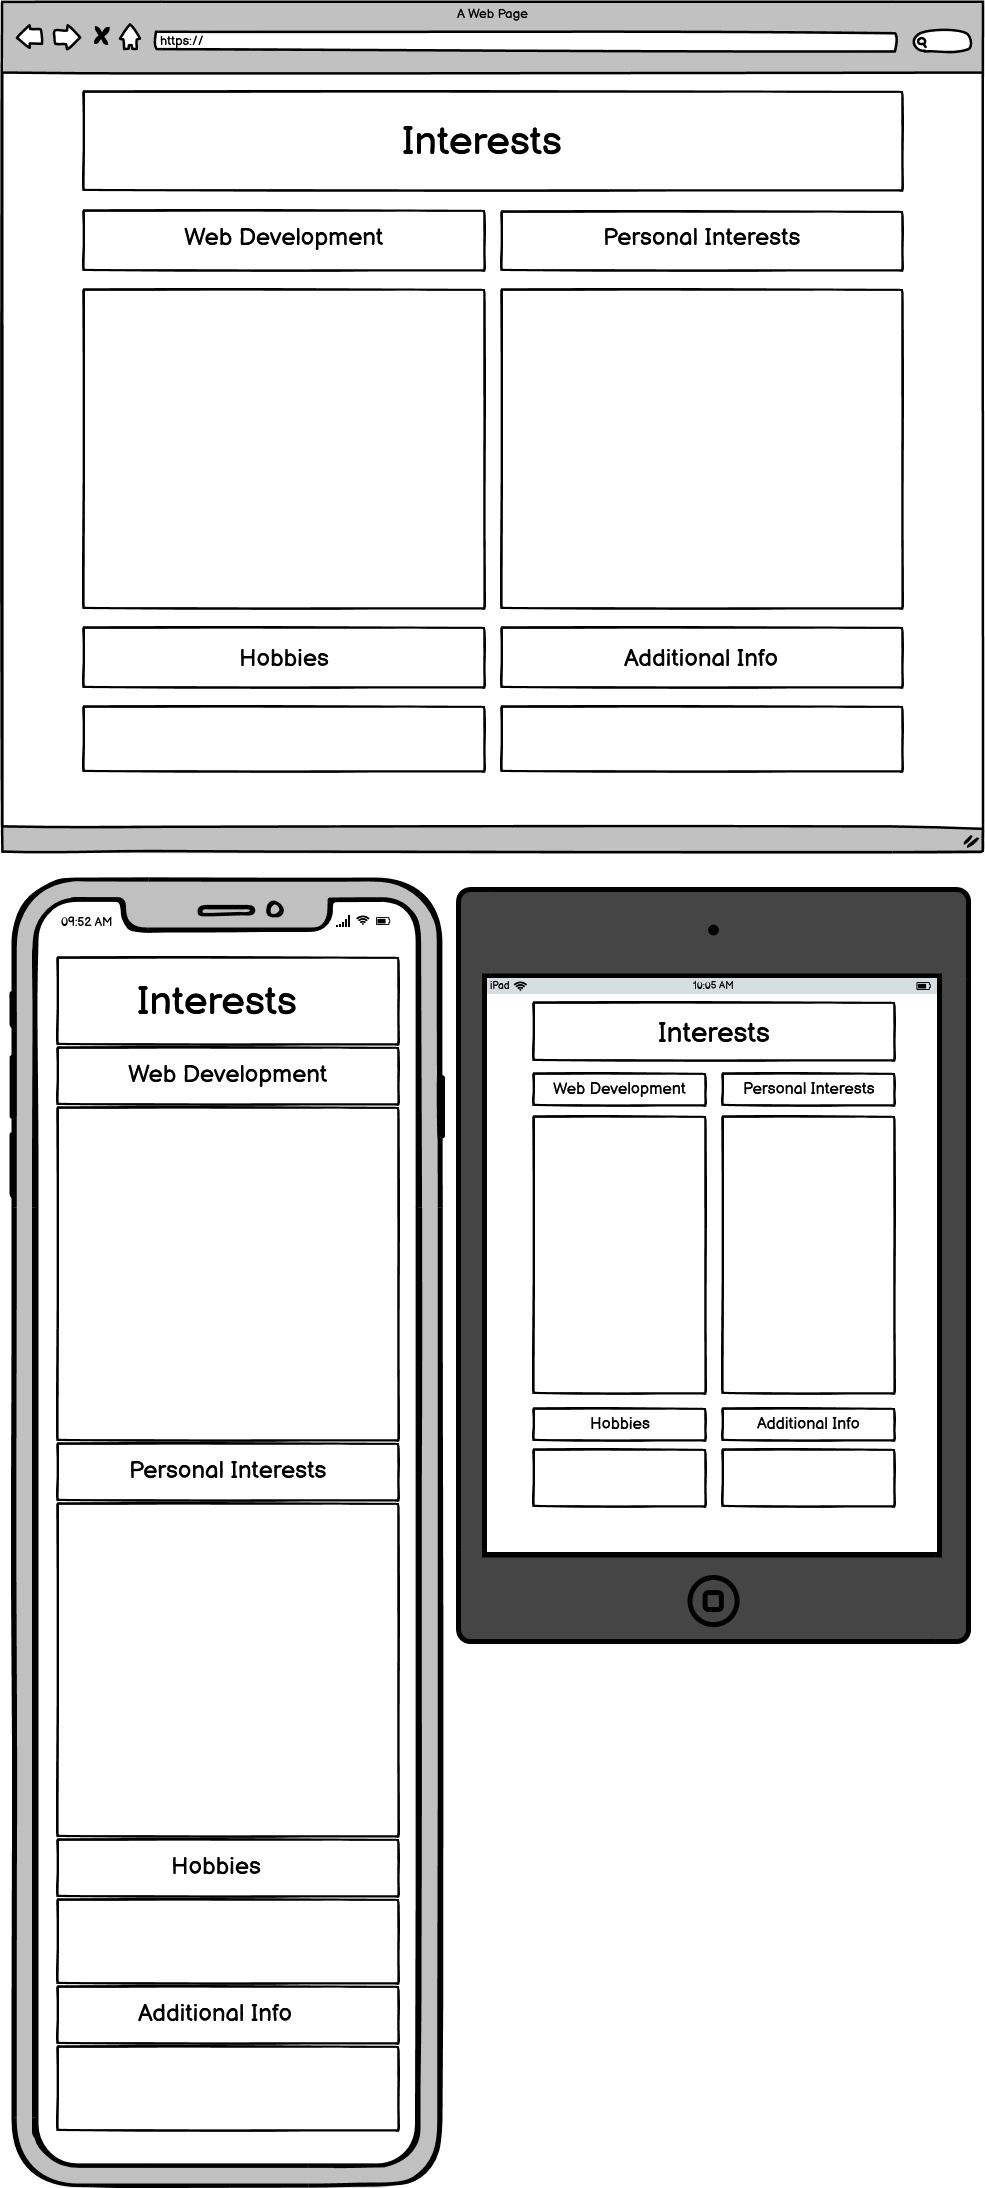 A Web Page
https://
Interests
Web Development
Personal Interests
Hobbies
Additional Info
09:52 AM
Interests
Web Development
Personal Interests
Hobbies
Additional Info
iPad
10:05 AM
Interests
Web Development
Personal Interests
Hobbies
Additional Info